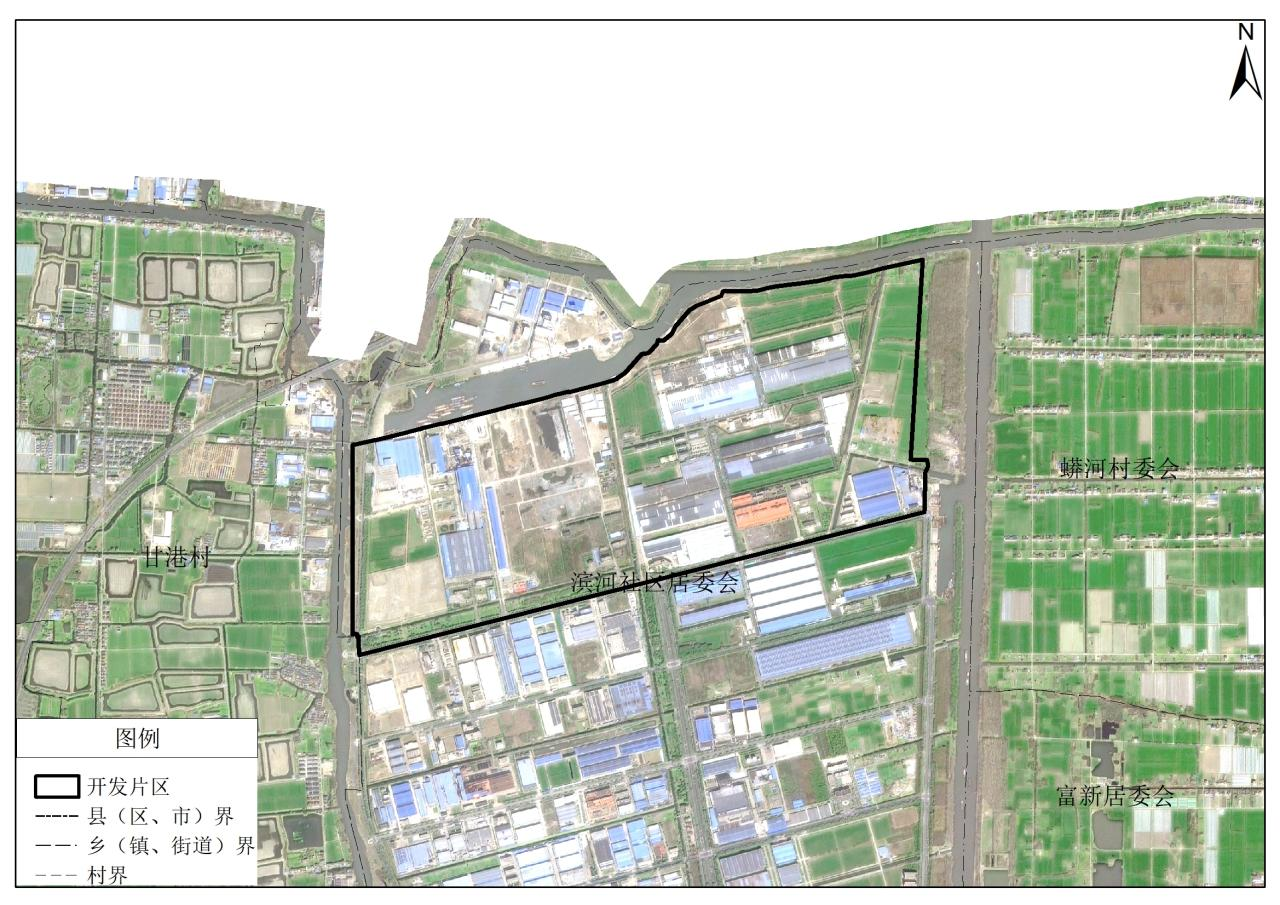 N
蟒河村委会
甘港村
滨河社区居委会
富新居委会
图例
开发片区
县（区、市）界
乡（镇、街道）界
村界